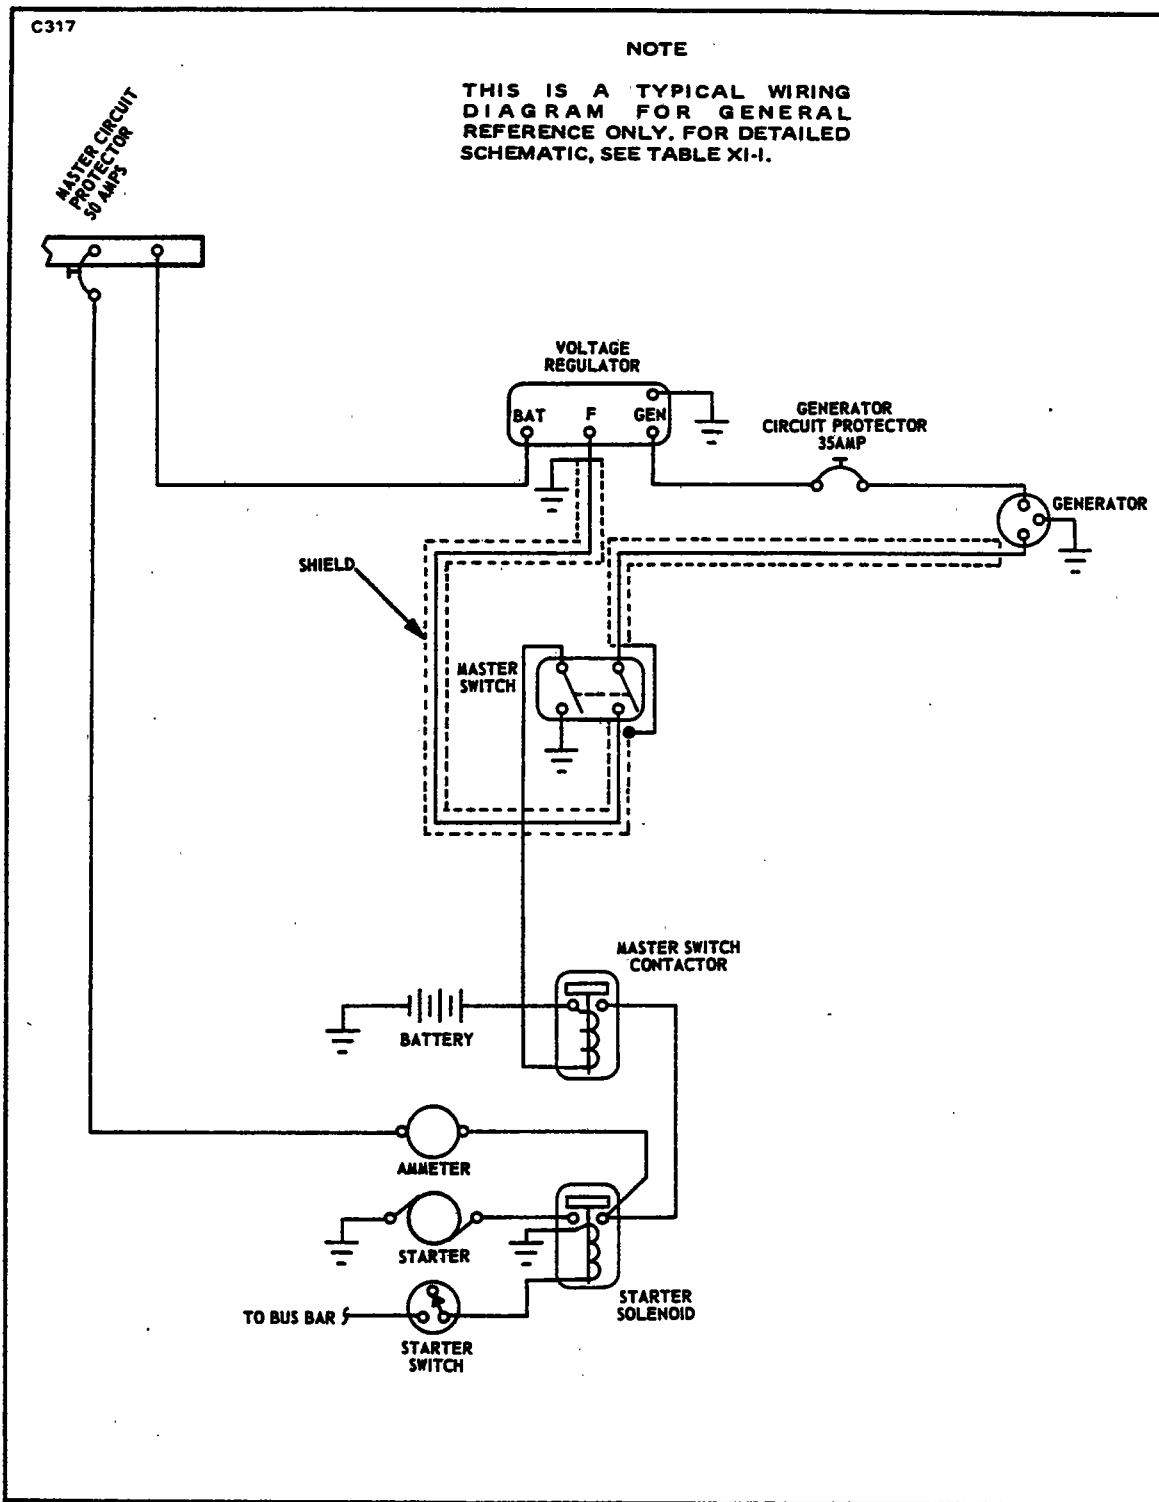 C317
NOTE
THIS IS A TYPICAL WIRING
DIAGRAM FOR GENERAL
REFERENCE ONLY. FOR DETAILED
SCHEMATIC, SEE TABLE XI-I.
MASTER CIRCUIT
PROTECTOR
50 AMPS
VOLTAGE
REGULATOR
BAT F GEN
GENERATOR
CIRCUIT PROTECTOR
35AMP
GENERATOR
SHIELD
MASTER
SWITCH
MASTER SWITCH
CONTACTOR
BATTERY
AMMETER
STARTER
STARTER
SOLENOID
TO BUS BAR
STARTER
SWITCH